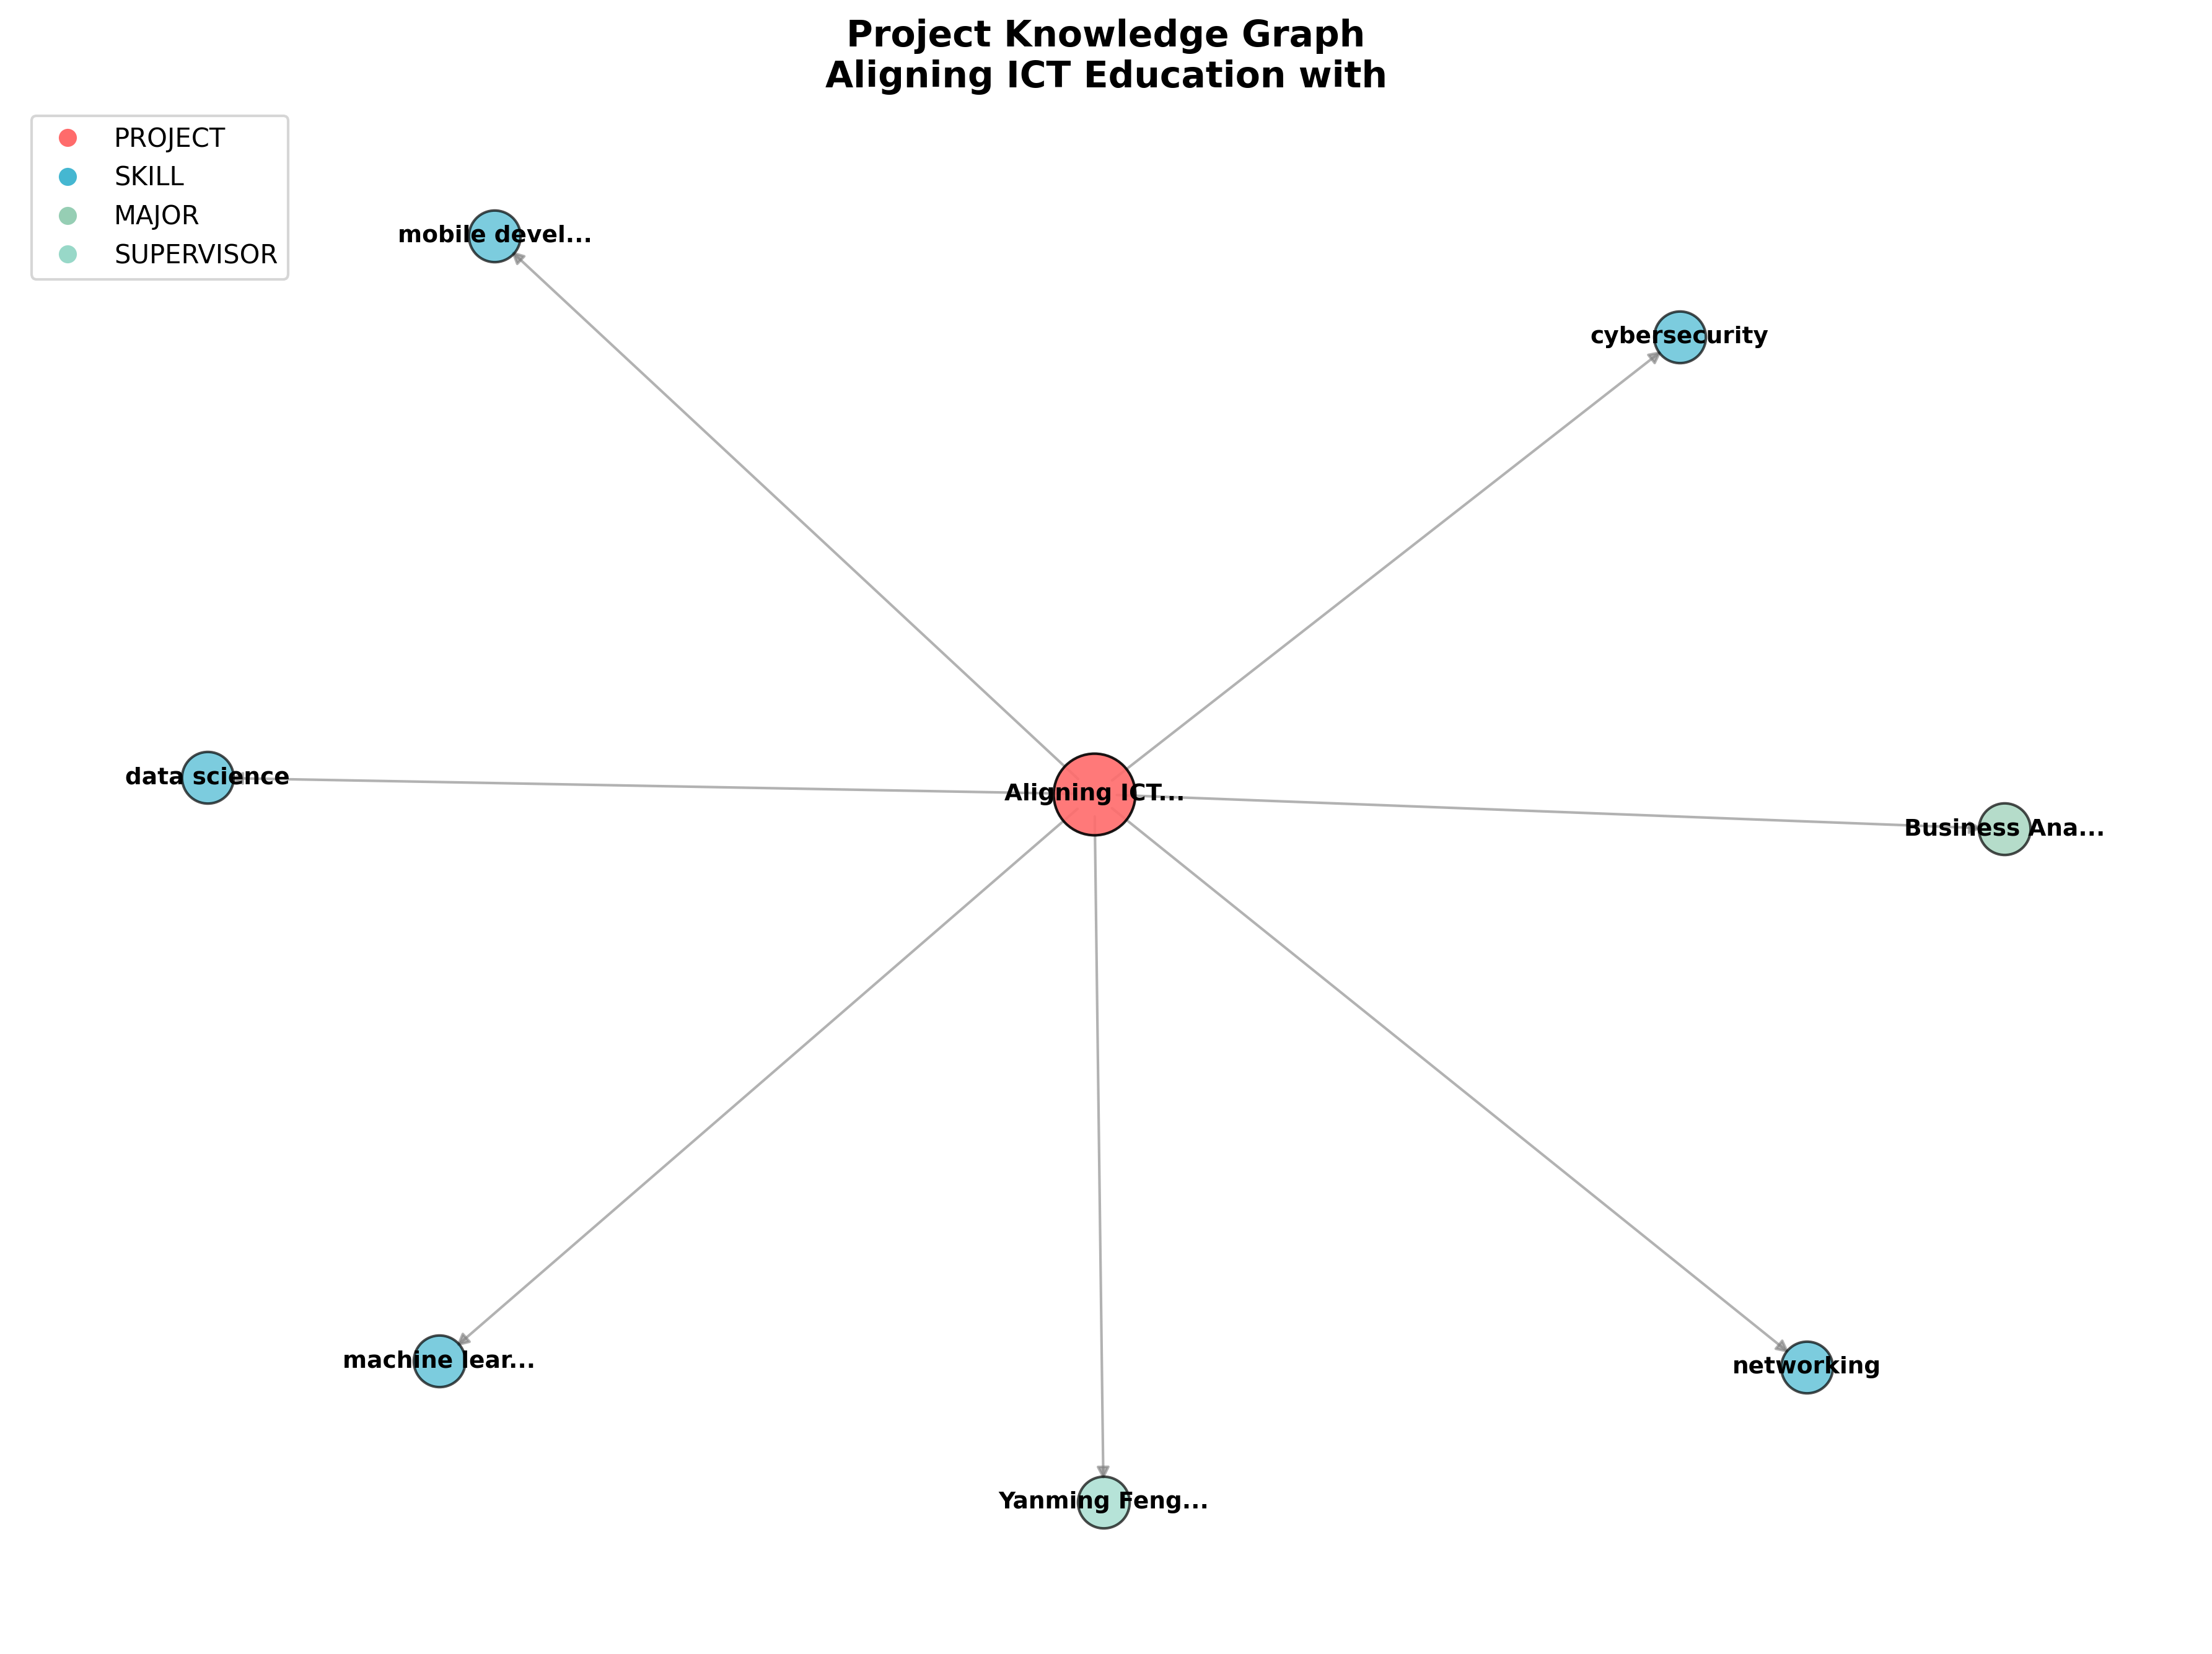 Project Knowledge Graph
Aligning ICT Education with
PROJECT
SKILL
MAJOR
SUPERVISOR
mobile devel...
cybersecurity
data science
Aligning ICT...
Business Ana...
machine lear...
networking
Yanming Feng...